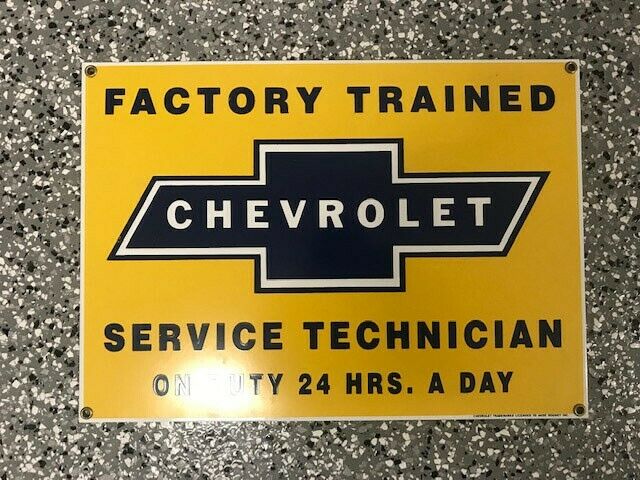 FACTORY TRAINED
CHEVROLET
SERVICE TECHNICIAN
ON DUTY 24 HRS. A DAY